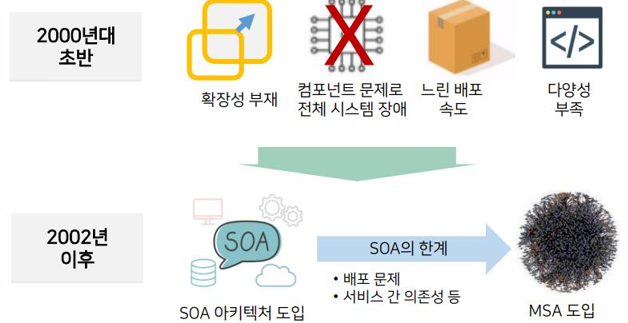 2000년대
초반
확장성 부재
컴포넌트 문제로
전체 시스템 장애
느린 배포
속도
다양성
부족
2002년
이후
SOA
SOA 아키텍처 도입
SOA의 한계
• 배포 문제
• 서비스 간 의존성 등
MSA 도입